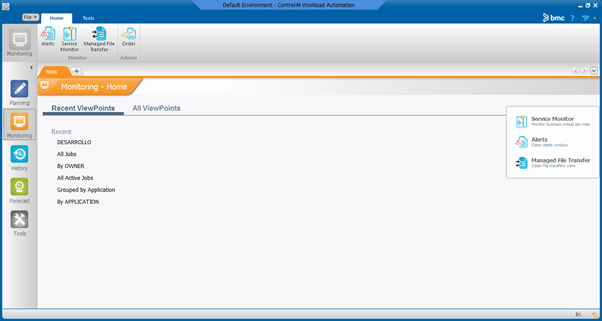 Default Environment - Control-M Workload Automation
File
Home
Tools
bmc
?
Monitoring
Alerts
Service
Monitor
Managed File
Transfer
Order
Monitor
Actions
New
Monitoring - Home
Planning
Monitoring
History
Forecast
Tools
Recent ViewPoints
All ViewPoints
Recent
DESARROLLO
All Jobs
By OWNER
All Active Jobs
Grouped by Application
By APPLICATION
Service Monitor
Monitor business critical services
Alerts
Open alerts window
Managed File Transfer
Open file transfers view